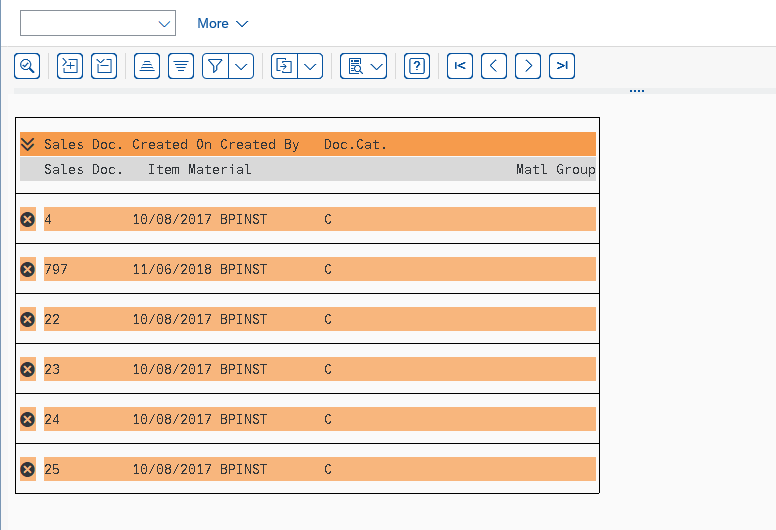 More
Sales Doc. Created On Created By Doc.Cat.
Sales Doc. Item Material Matl Group
4 10/08/2017 BPINST C
797 11/06/2018 BPINST C
22 10/08/2017 BPINST C
23 10/08/2017 BPINST C
24 10/08/2017 BPINST C
25 10/08/2017 BPINST C